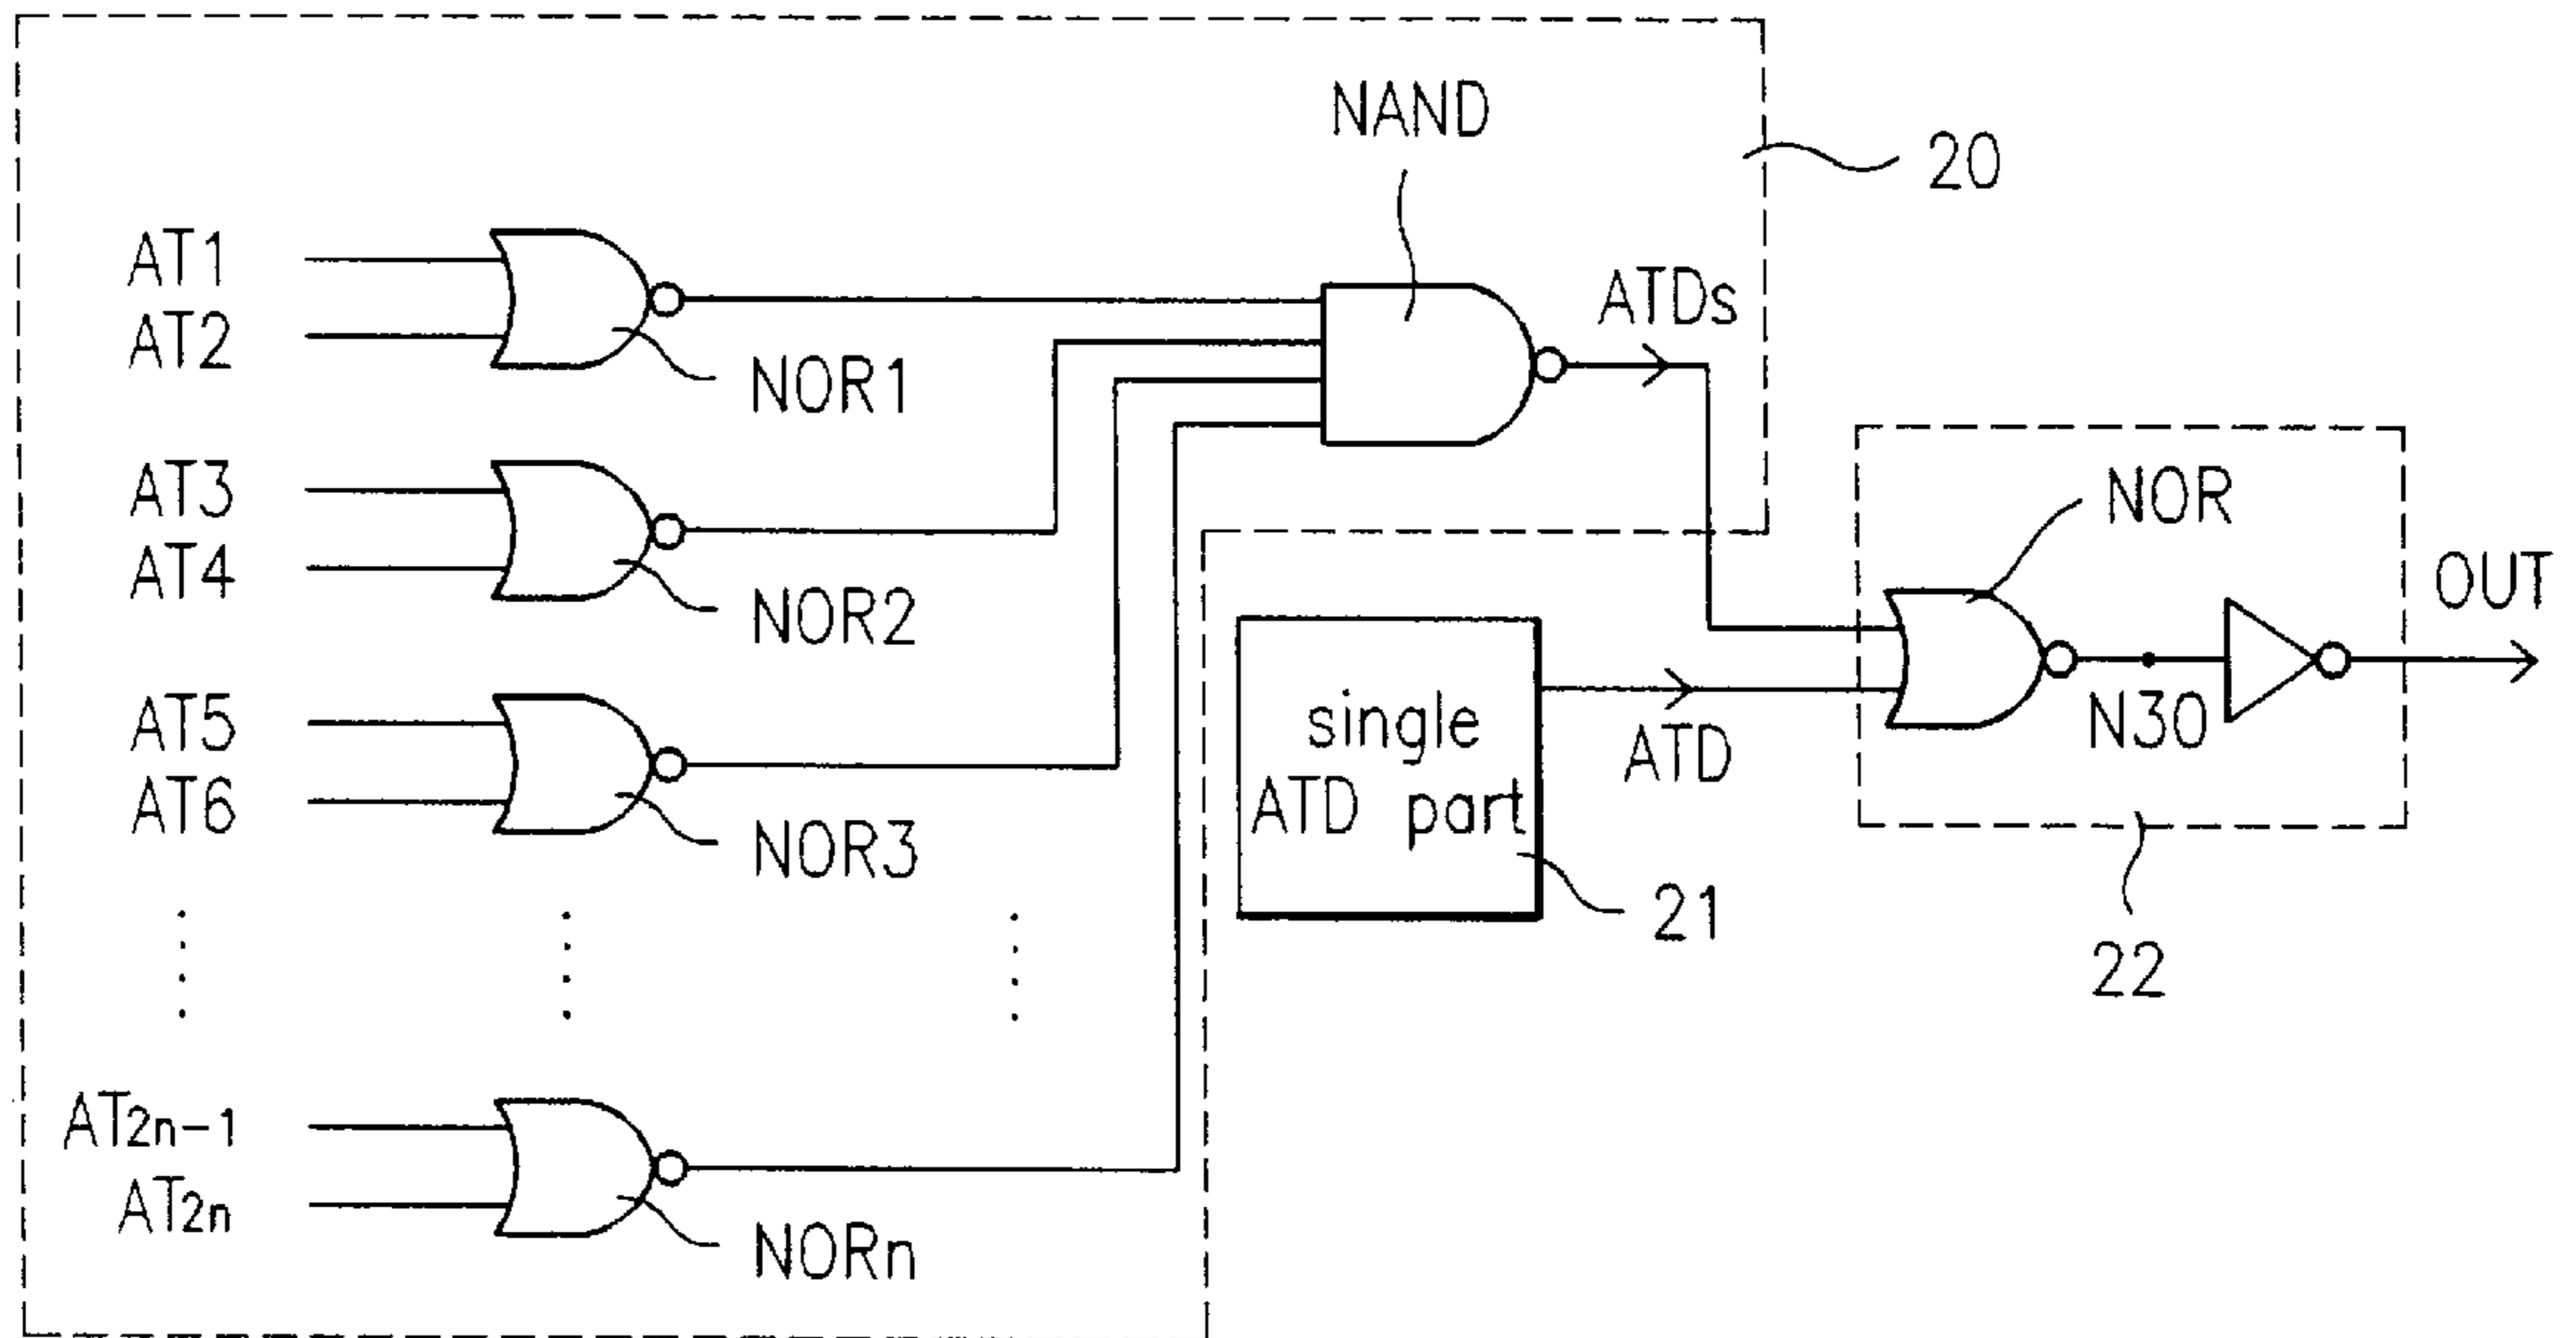 NAND
20
AT1
AT2
NOR1
ATDs
AT3
AT4
NOR2
NOR
OUT
AT5
AT6
NOR3
single
ATD part
ATD
N30
21
22
AT2n-1
AT2n
NORn